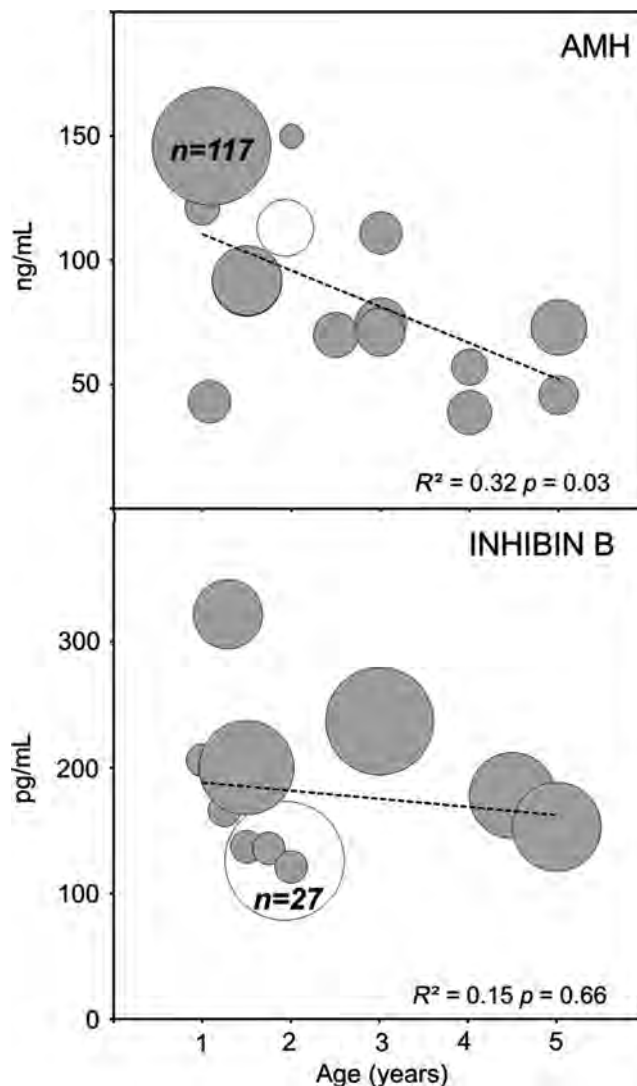 AMH
150
n=117
100
ng/mL
50
R² = 0.32 p = 0.03
INHIBIN B
300
200
pg/mL
100
n=27
R² = 0.15 p = 0.66
0
1 2 3 4 5
Age (years)